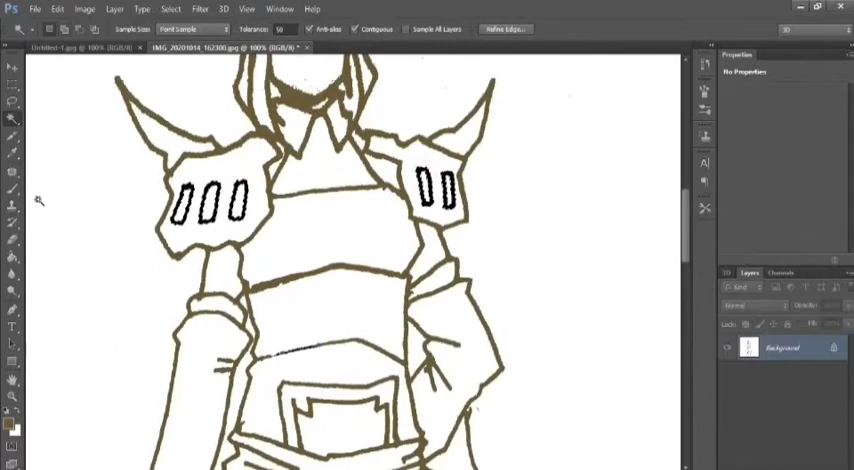 Ps File Edit Image Layer Type Select Filter 3D View Window Help
Sample Size: Point Sample Tolerance: 50 Anti-alias Contiguous Sample All Layers Refine Edge... 3D
Untitled-1.jpg @ 100% (RGB/8) × IMG_20201014_162300.jpg @ 100% (RGB/8) * ×
Properties
No Properties
3D Layers Channels
Kind
Normal Opacity:
Lock: Fill:
Background